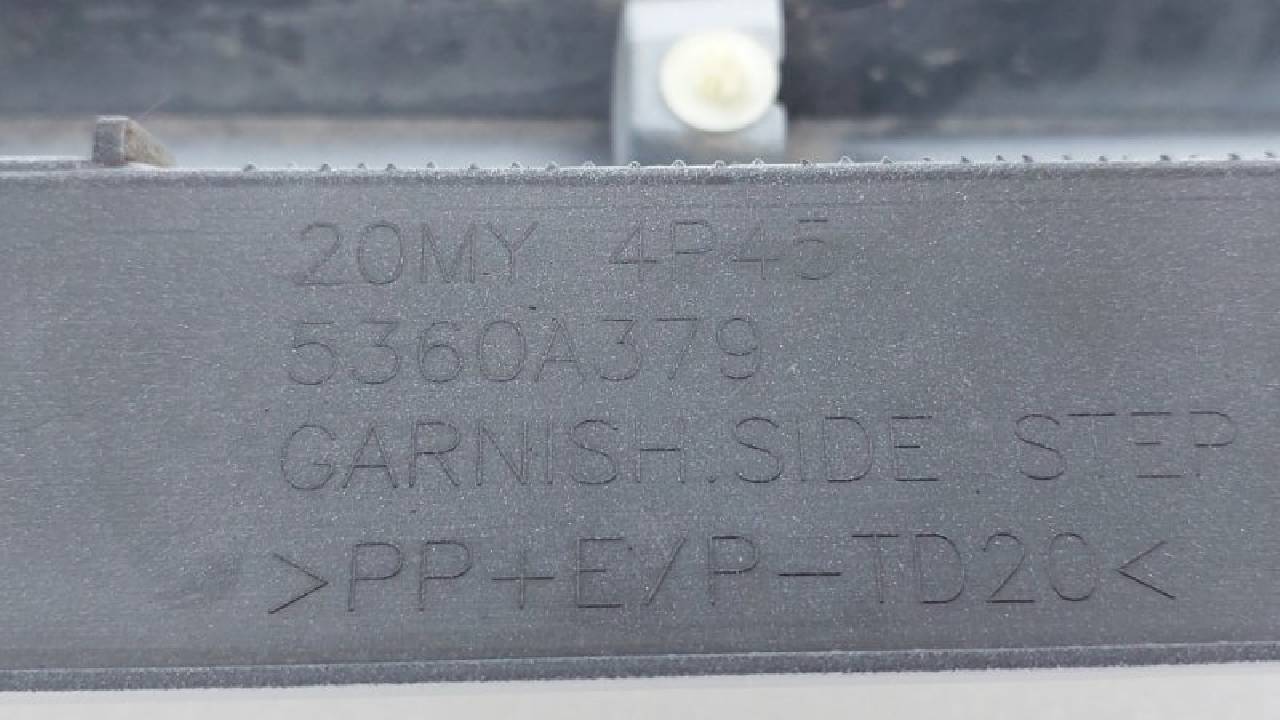 20MY 4P45
5360A379
GARNISH.SIDE STEP
>PP+E/P-TD20<